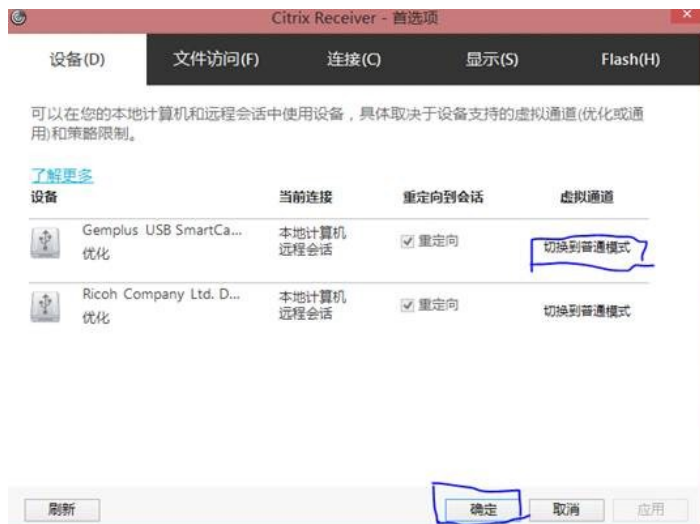 Citrix Receiver - 首选项
设备(D) 文件访问(F) 连接(C) 显示(S) Flash(H)
可以在您的本地计算机和远程会话中使用设备，具体取决于设备支持的虚拟通道(优化或通
用)和策略限制。
了解更多
设备 当前连接 重定向到会话 虚拟通道
Gemplus USB SmartCa...
优化
本地计算机
远程会话
重定向
切换到普通模式
Ricoh Company Ltd. D...
优化
本地计算机
远程会话
重定向
切换到普通模式
刷新 确定 取消 应用